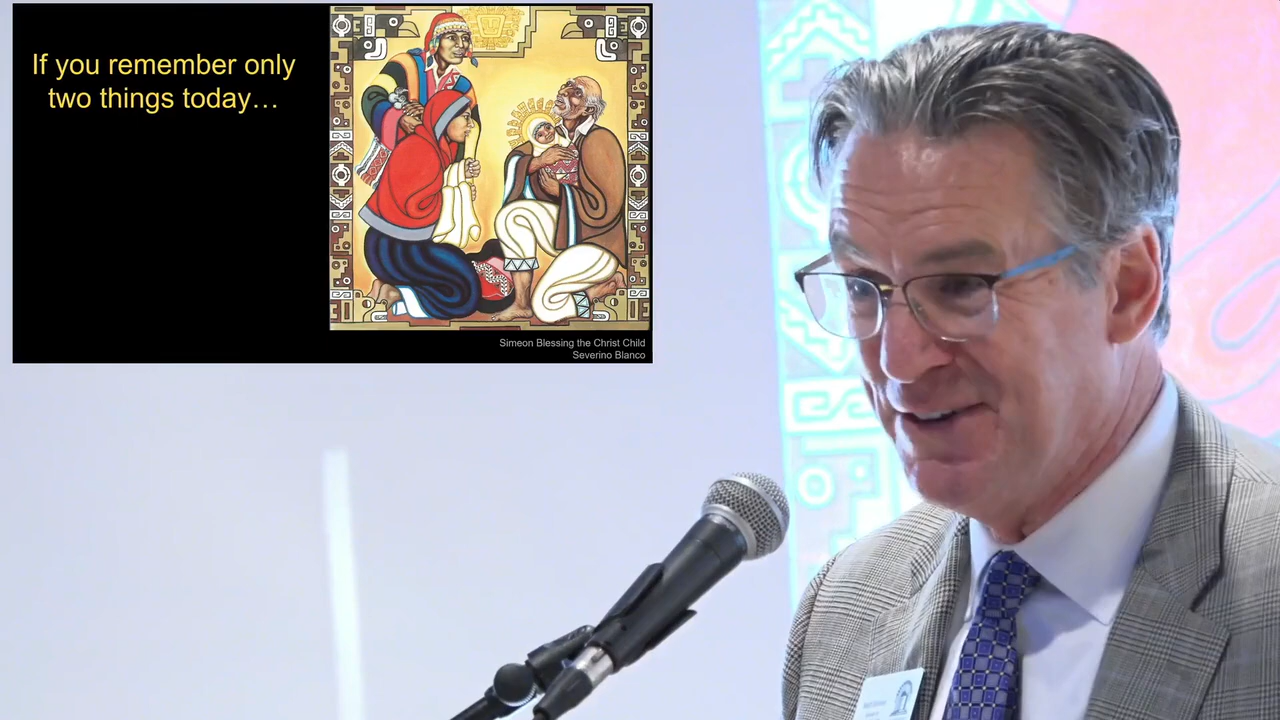 If you remember only
two things today…
Simeon Blessing the Christ Child
Severino Blanco